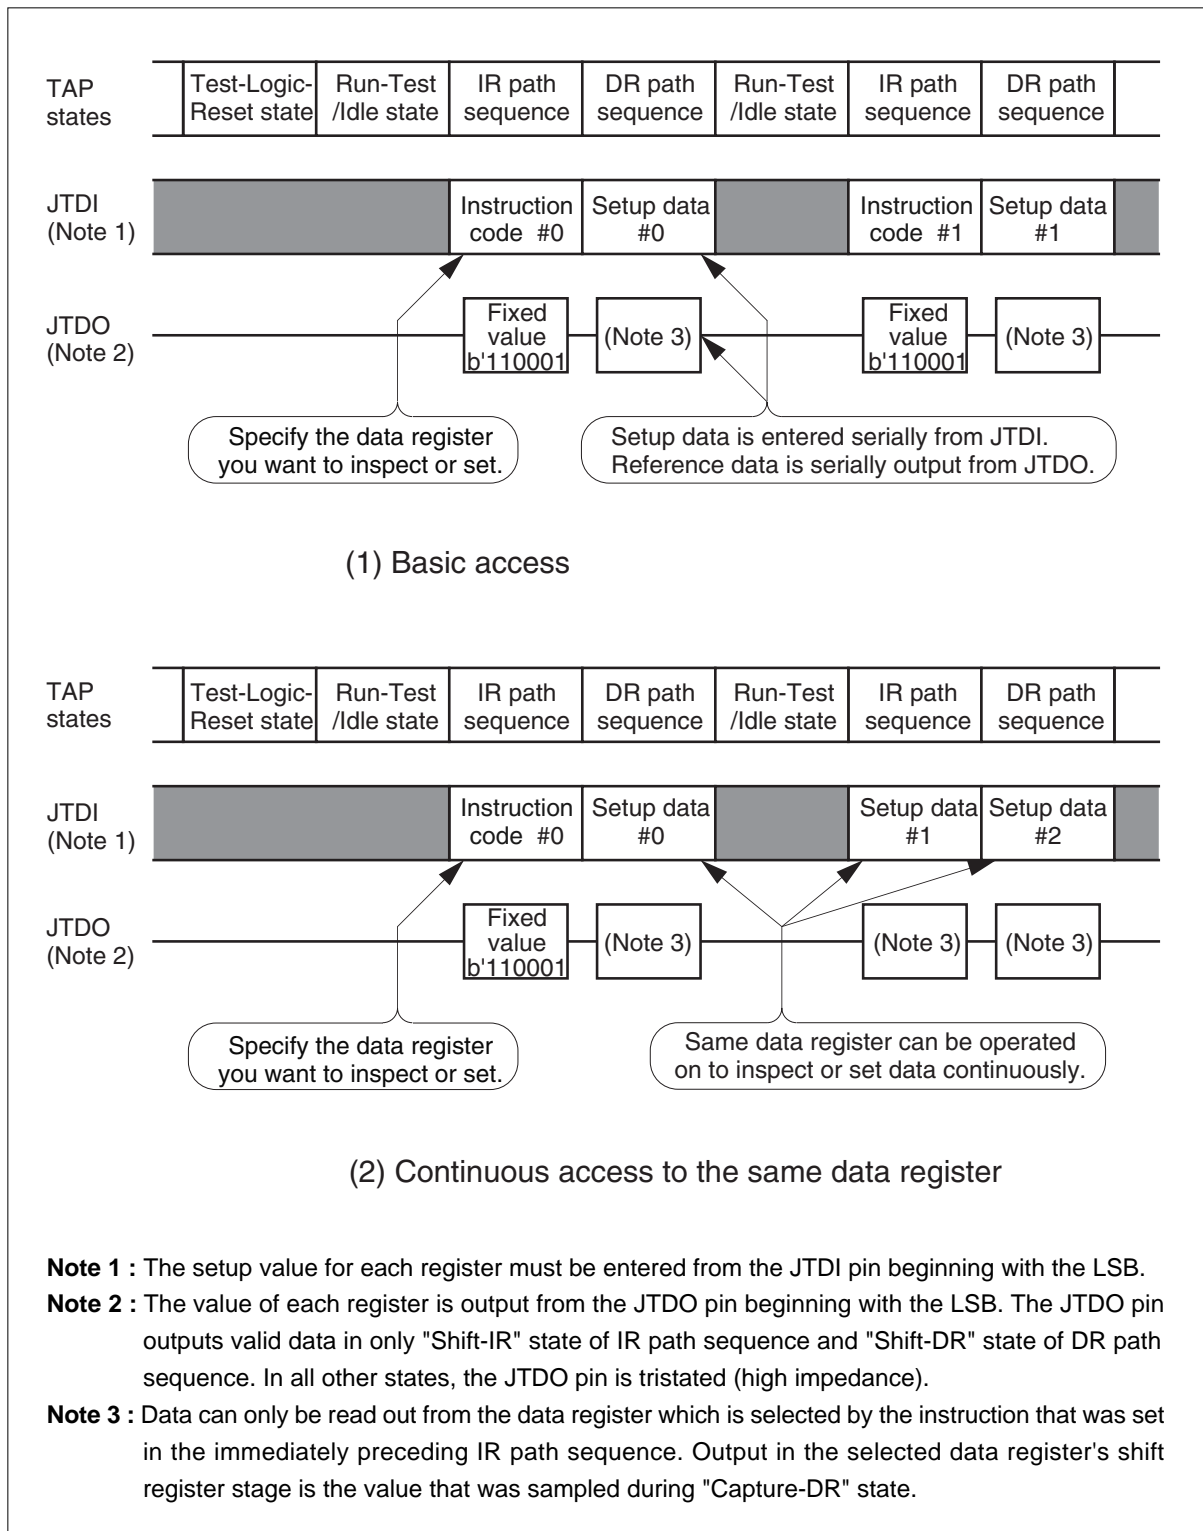 TAP
states
Test-Logic-
Reset state
Run-Test
/Idle state
IR path
sequence
DR path
sequence
Run-Test
/Idle state
IR path
sequence
DR path
sequence
JTDI
(Note 1)
Instruction
code #0
Setup data
#0
Instruction
code #1
Setup data
#1
JTDO
(Note 2)
Fixed
value
b'110001
(Note 3)
Fixed
value
b'110001
(Note 3)
Specify the data register
you want to inspect or set.
Setup data is entered serially from JTDI.
Reference data is serially output from JTDO.
(1) Basic access
TAP
states
Test-Logic-
Reset state
Run-Test
/Idle state
IR path
sequence
DR path
sequence
Run-Test
/Idle state
IR path
sequence
DR path
sequence
JTDI
(Note 1)
Instruction
code #0
Setup data
#0
Setup data
#1
Setup data
#2
JTDO
(Note 2)
Fixed
value
b'110001
(Note 3)
(Note 3)
(Note 3)
Specify the data register
you want to inspect or set.
Same data register can be operated
on to inspect or set data continuously.
(2) Continuous access to the same data register
Note 1 : The setup value for each register must be entered from the JTDI pin beginning with the LSB.
Note 2 : The value of each register is output from the JTDO pin beginning with the LSB. The JTDO pin
outputs valid data in only "Shift-IR" state of IR path sequence and "Shift-DR" state of DR path
sequence. In all other states, the JTDO pin is tristated (high impedance).
Note 3 : Data can only be read out from the data register which is selected by the instruction that was set
in the immediately preceding IR path sequence. Output in the selected data register's shift
register stage is the value that was sampled during "Capture-DR" state.